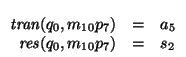 tran(q₀, m₁₀p₇) = a₅
res(q₀, m₁₀p₇) = s₂